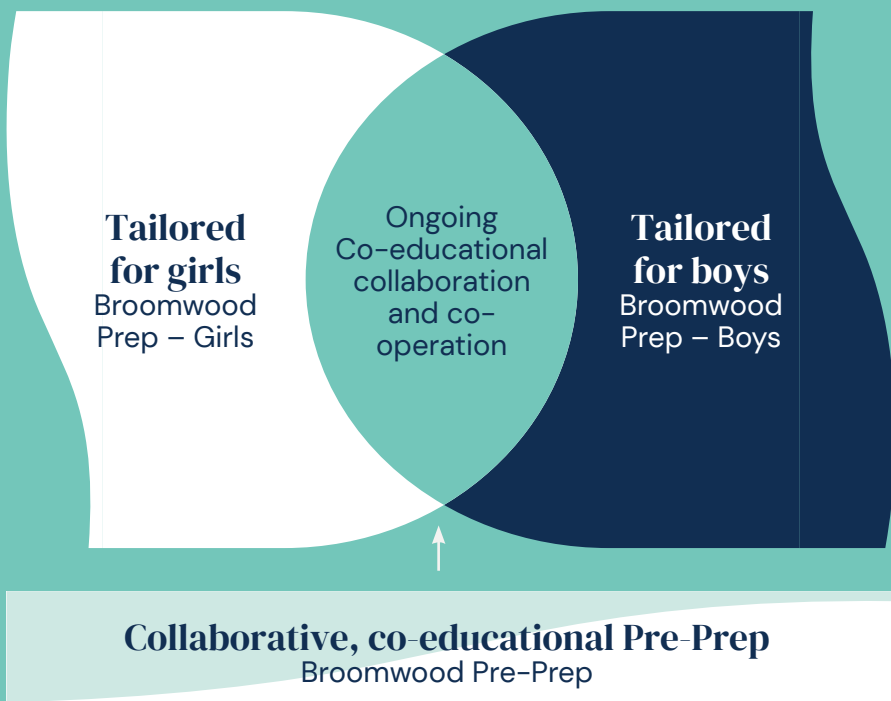 Tailored
for girls
Broomwood
Prep – Girls
Ongoing
Co-educational
collaboration
and co-
operation
Tailored
for boys
Broomwood
Prep – Boys
Collaborative, co-educational Pre-Prep
Broomwood Pre-Prep